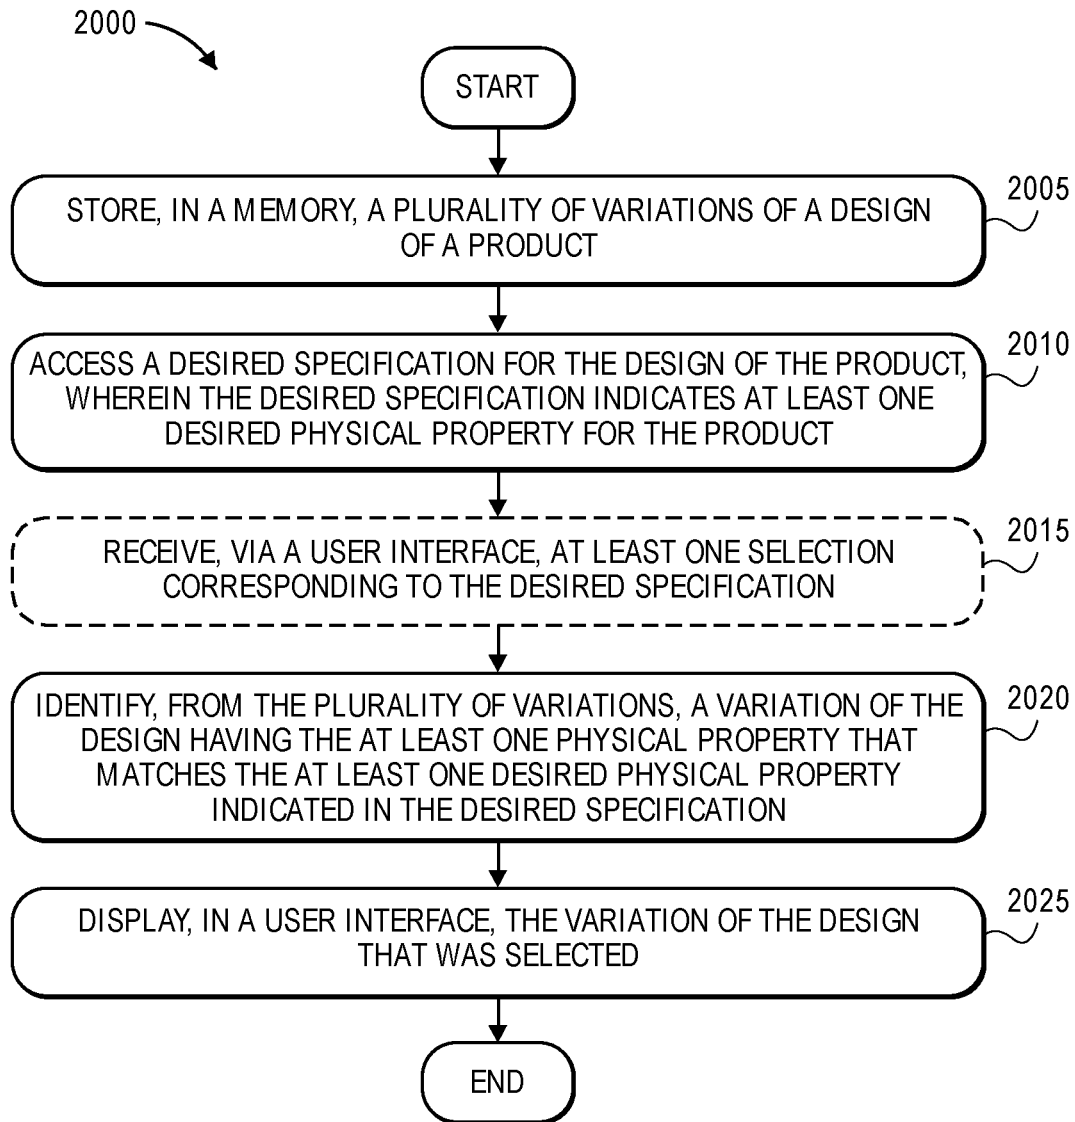 2000
START
STORE, IN A MEMORY, A PLURALITY OF VARIATIONS OF A DESIGN
OF A PRODUCT
2005
ACCESS A DESIRED SPECIFICATION FOR THE DESIGN OF THE PRODUCT,
WHEREIN THE DESIRED SPECIFICATION INDICATES AT LEAST ONE
DESIRED PHYSICAL PROPERTY FOR THE PRODUCT
2010
RECEIVE, VIA A USER INTERFACE, AT LEAST ONE SELECTION
CORRESPONDING TO THE DESIRED SPECIFICATION
2015
IDENTIFY, FROM THE PLURALITY OF VARIATIONS, A VARIATION OF THE
DESIGN HAVING THE AT LEAST ONE PHYSICAL PROPERTY THAT
MATCHES THE AT LEAST ONE DESIRED PHYSICAL PROPERTY
INDICATED IN THE DESIRED SPECIFICATION
2020
DISPLAY, IN A USER INTERFACE, THE VARIATION OF THE DESIGN
THAT WAS SELECTED
2025
END